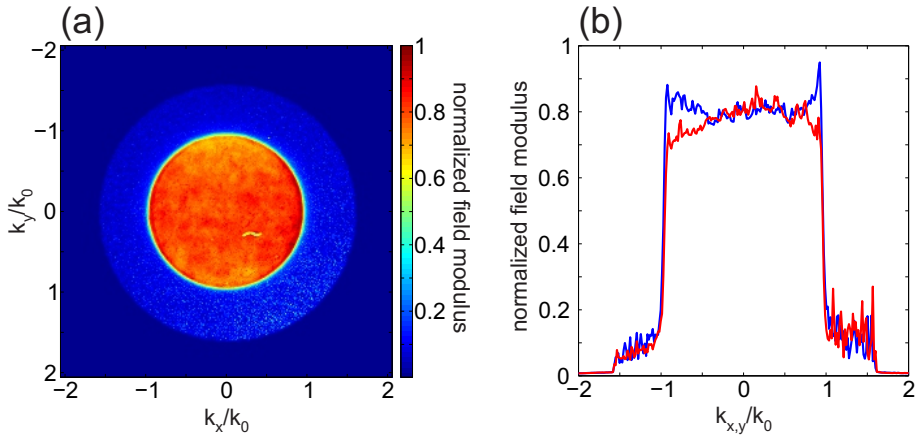 (a)
−2
−1
0
1
2
k_y/k_0
−2 −1 0 1 2
k_x/k_0
1
0.8
0.6
0.4
0.2
normalized field modulus
(b)
1
0.8
0.6
0.4
0.2
0
normalized field modulus
−2 −1 0 1 2
k_x,y/k_0